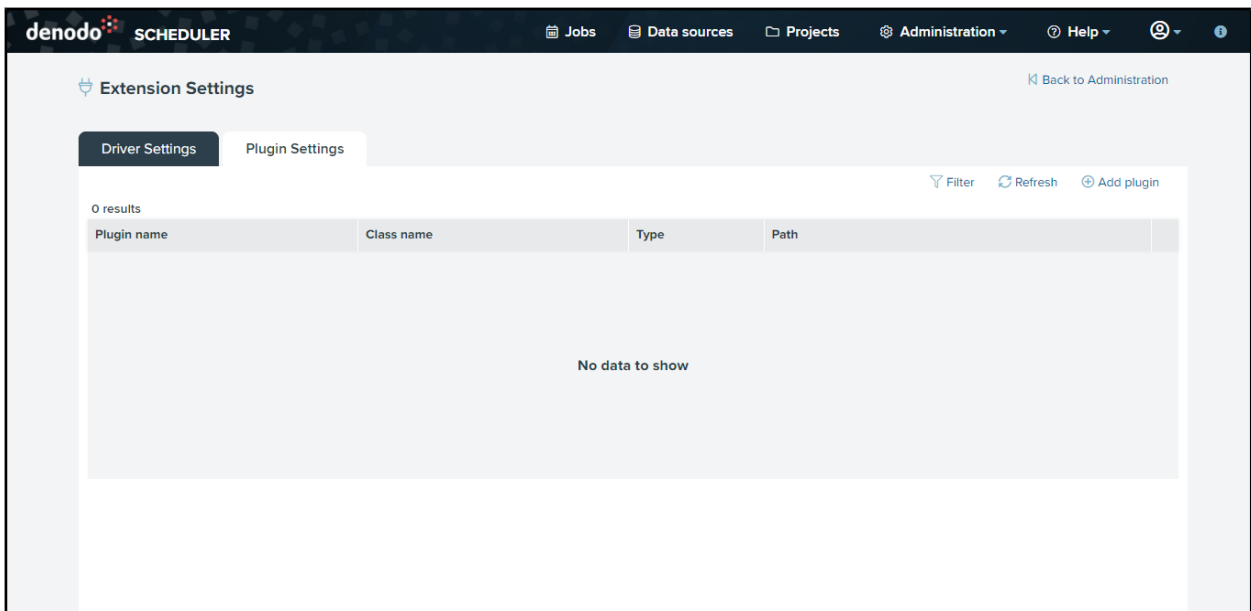 denodo SCHEDULER Jobs Data sources Projects Administration Help
Extension Settings Back to Administration
Driver Settings Plugin Settings
Filter Refresh Add plugin
0 results
Plugin name Class name Type Path
No data to show